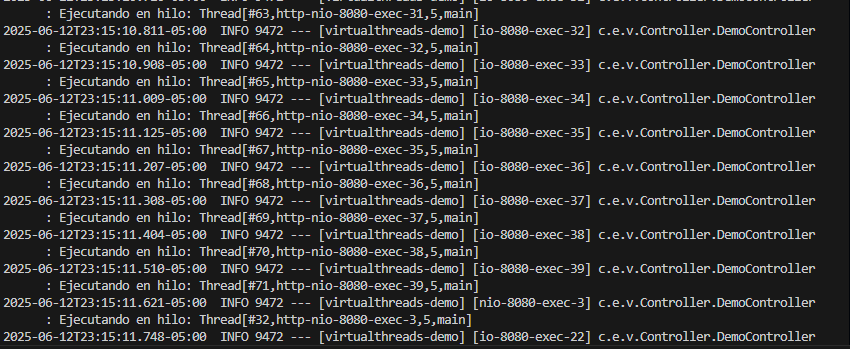 : Ejecutando en hilo: Thread[#63,http-nio-8080-exec-31,5,main]
2025-06-12T23:15:10.811-05:00  INFO 9472 --- [virtualthreads-demo] [io-8080-exec-32] c.e.v.Controller.DemoController
: Ejecutando en hilo: Thread[#64,http-nio-8080-exec-32,5,main]
2025-06-12T23:15:10.908-05:00  INFO 9472 --- [virtualthreads-demo] [io-8080-exec-33] c.e.v.Controller.DemoController
: Ejecutando en hilo: Thread[#65,http-nio-8080-exec-33,5,main]
2025-06-12T23:15:11.009-05:00  INFO 9472 --- [virtualthreads-demo] [io-8080-exec-34] c.e.v.Controller.DemoController
: Ejecutando en hilo: Thread[#66,http-nio-8080-exec-34,5,main]
2025-06-12T23:15:11.125-05:00  INFO 9472 --- [virtualthreads-demo] [io-8080-exec-35] c.e.v.Controller.DemoController
: Ejecutando en hilo: Thread[#67,http-nio-8080-exec-35,5,main]
2025-06-12T23:15:11.207-05:00  INFO 9472 --- [virtualthreads-demo] [io-8080-exec-36] c.e.v.Controller.DemoController
: Ejecutando en hilo: Thread[#68,http-nio-8080-exec-36,5,main]
2025-06-12T23:15:11.308-05:00  INFO 9472 --- [virtualthreads-demo] [io-8080-exec-37] c.e.v.Controller.DemoController
: Ejecutando en hilo: Thread[#69,http-nio-8080-exec-37,5,main]
2025-06-12T23:15:11.404-05:00  INFO 9472 --- [virtualthreads-demo] [io-8080-exec-38] c.e.v.Controller.DemoController
: Ejecutando en hilo: Thread[#70,http-nio-8080-exec-38,5,main]
2025-06-12T23:15:11.510-05:00  INFO 9472 --- [virtualthreads-demo] [io-8080-exec-39] c.e.v.Controller.DemoController
: Ejecutando en hilo: Thread[#71,http-nio-8080-exec-39,5,main]
2025-06-12T23:15:11.621-05:00  INFO 9472 --- [virtualthreads-demo] [nio-8080-exec-3] c.e.v.Controller.DemoController
: Ejecutando en hilo: Thread[#32,http-nio-8080-exec-3,5,main]
2025-06-12T23:15:11.748-05:00  INFO 9472 --- [virtualthreads-demo] [io-8080-exec-22] c.e.v.Controller.DemoController